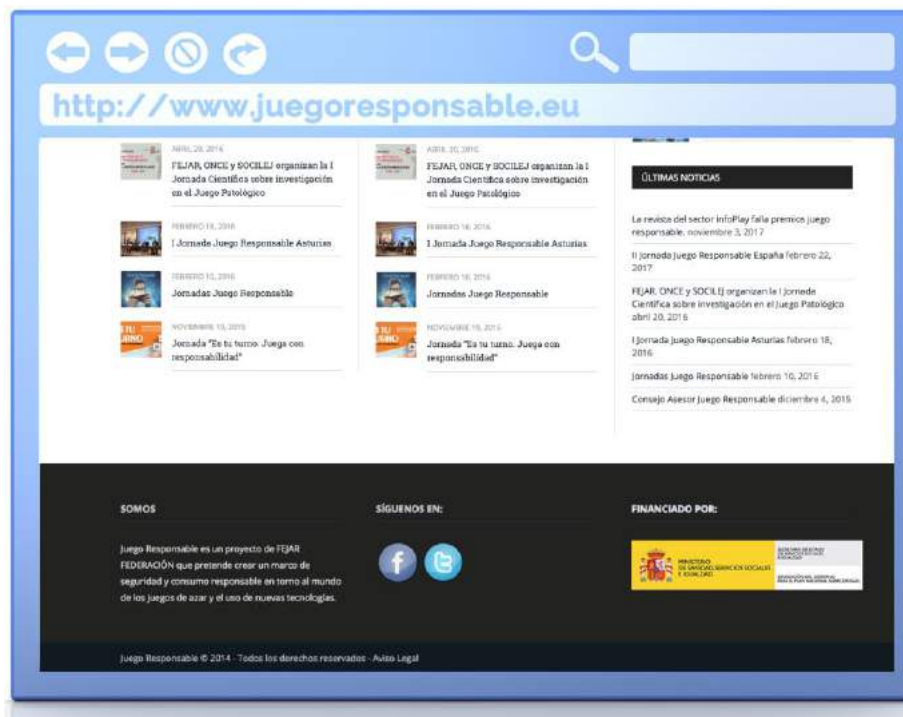 http://www.juegoresponsable.eu
ABRIL 20, 2016
FEJAR, ONCE y SOCILEJ organizan la I
Jornada Científica sobre investigación
en el Juego Patológico
FEBRERO 18, 2016
I Jornada Juego Responsable Asturias
FEBRERO 10, 2016
Jornadas Juego Responsable
NOVIEMBRE 10, 2015
Jornada "Es tu turno. Juega con
responsabilidad"
ABRIL 20, 2016
FEJAR, ONCE y SOCILEJ organizan la I
Jornada Científica sobre investigación
en el Juego Patológico
FEBRERO 18, 2016
I Jornada Juego Responsable Asturias
FEBRERO 10, 2016
Jornadas Juego Responsable
NOVIEMBRE 10, 2015
Jornada "Es tu turno. Juega con
responsabilidad"
ÚLTIMAS NOTICIAS
La revista del sector infoPlay falla premios juego
responsable. noviembre 3, 2017
II Jornada Juego Responsable España febrero 22,
2017
FEJAR, ONCE y SOCILEJ organizan la I Jornada
Científica sobre investigación en el Juego Patológico
abril 20, 2016
I Jornada Juego Responsable Asturias febrero 18,
2016
Jornadas Juego Responsable febrero 10, 2016
Consejo Asesor Juego Responsable diciembre 4, 2015
SOMOS
Juego Responsable es un proyecto de FEJAR
FEDERACIÓN que pretende crear un marco de
seguridad y consumo responsable en torno al mundo
de los juegos de azar y el uso de nuevas tecnologías.
SÍGUENOS EN:
FINANCIADO POR:
MINISTERIO
DE SANIDAD, SERVICIOS SOCIALES
E IGUALDAD
Juego Responsable © 2014 - Todos los derechos reservados - Aviso Legal